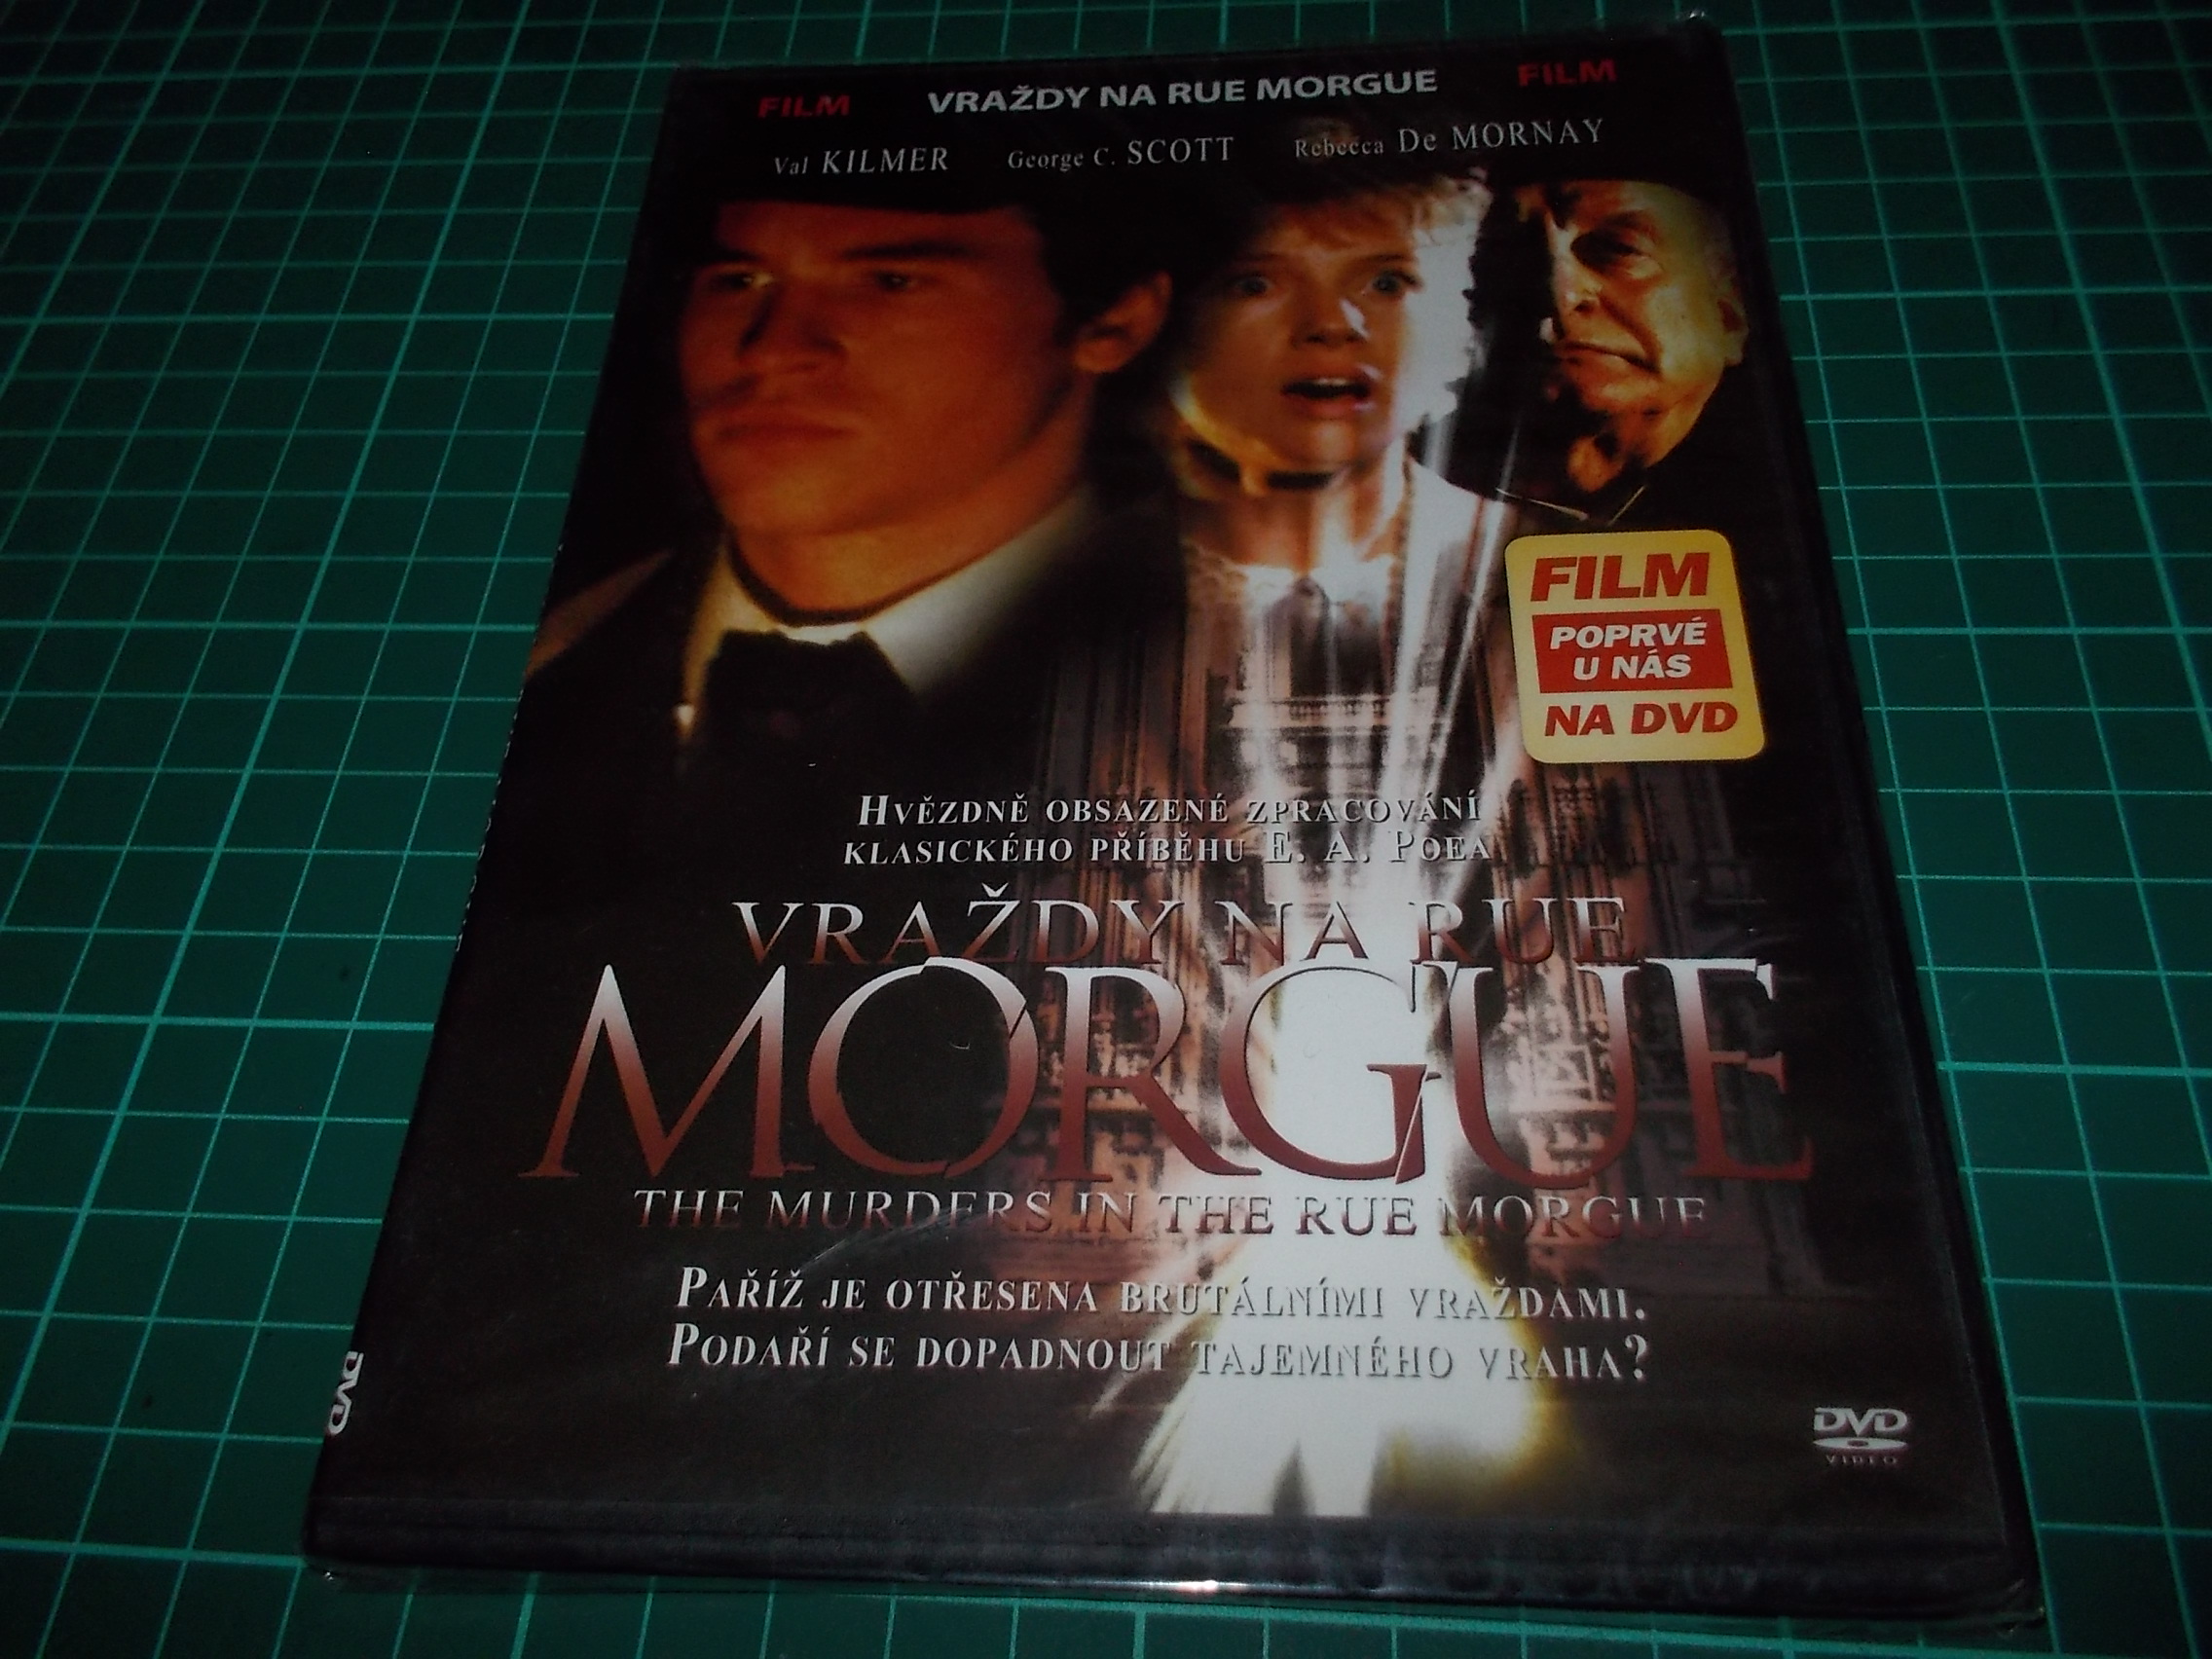 FILM VRAŽDY NA RUE MORGUE FILM
Val KILMER George C. SCOTT Rebecca De MORNAY
FILM
POPRVÉ
U NÁS
NA DVD
HVĚZDNĚ OBSAZENÉ ZPRACOVÁNÍ
KLASICKÉHO PŘÍBĚHU E. A. POEA
VRAŽDY NA RUE
MORGUE
THE MURDERS IN THE RUE MORGUE
PAŘÍŽ JE OTŘESENA BRUTÁLNÍMI VRAŽDAMI.
PODAŘÍ SE DOPADNOUT TAJEMNÉHO VRAHA?
DVD
DVD
VIDEO